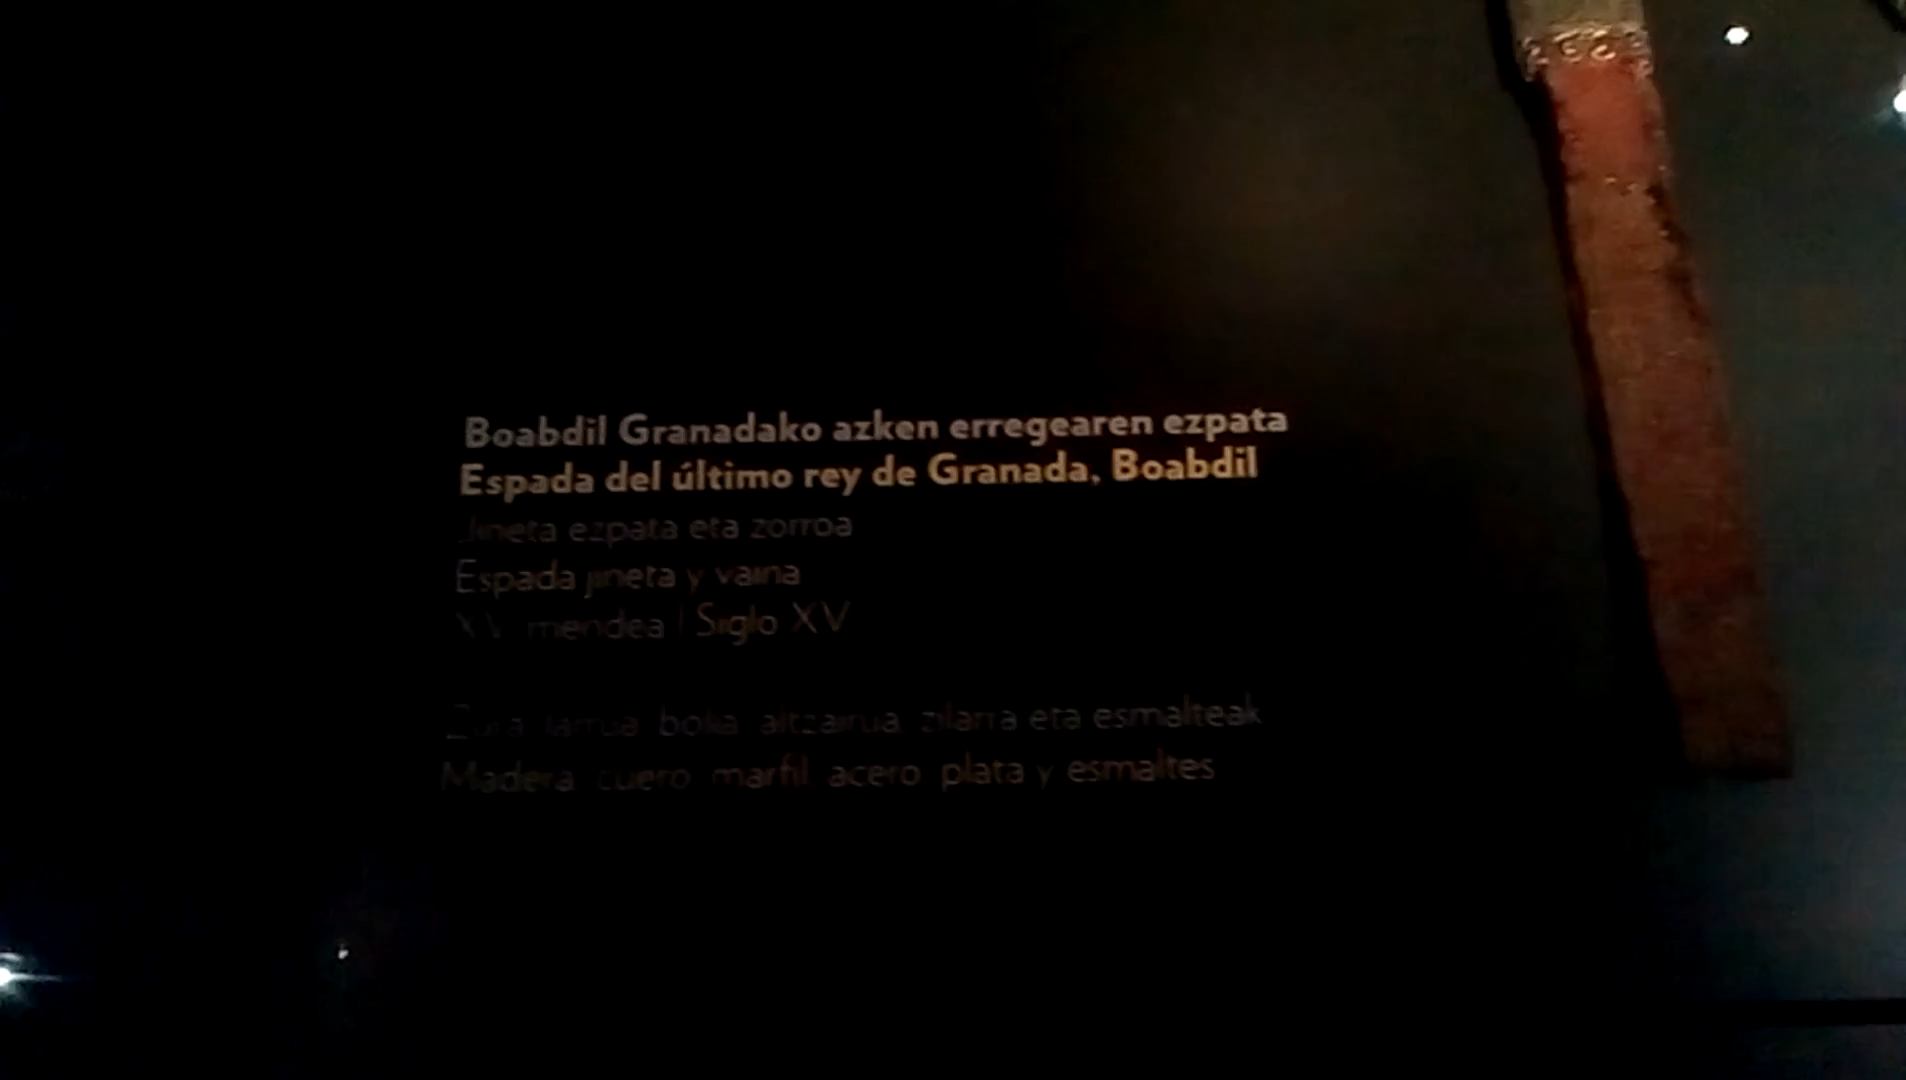 Boabdil Granadako azken erregearen ezpata
Espada del último rey de Granada, Boabdil
Jineta ezpata eta zorroa
Espada jineta y vaina
XV. mendea | Siglo XV
Zura, larrua, bolia, altzairua, zilarra eta esmalteak
Madera, cuero, marfil, acero, plata y esmaltes